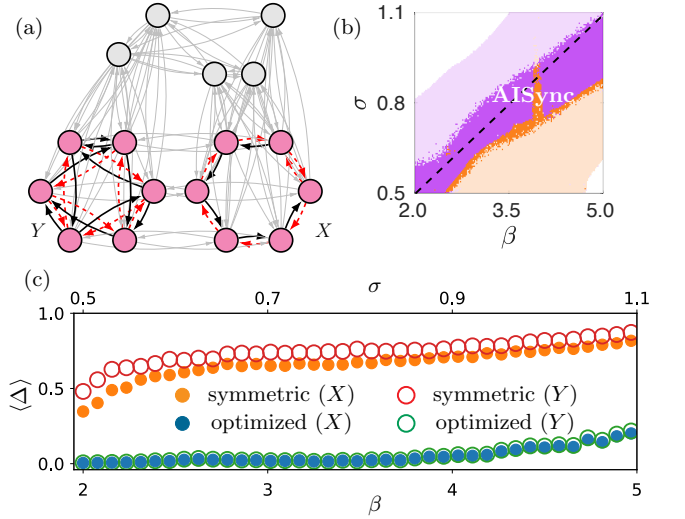 (a)
Y
X
(b)
1.1
σ
0.8
AISync
0.5
2.0
3.5
5.0
β
(c)
σ
0.5
0.7
0.9
1.1
1.0
⟨Δ⟩
0.5
symmetric (X)
symmetric (Y)
optimized (X)
optimized (Y)
0.0
2
3
4
5
β